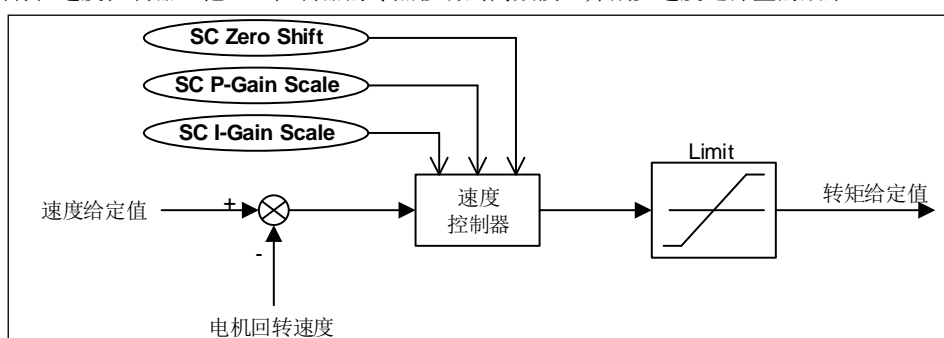 SC Zero Shift
SC P-Gain Scale
SC I-Gain Scale
Limit
速度给定值
+
速度
控制器
转矩给定值
-
电机回转速度